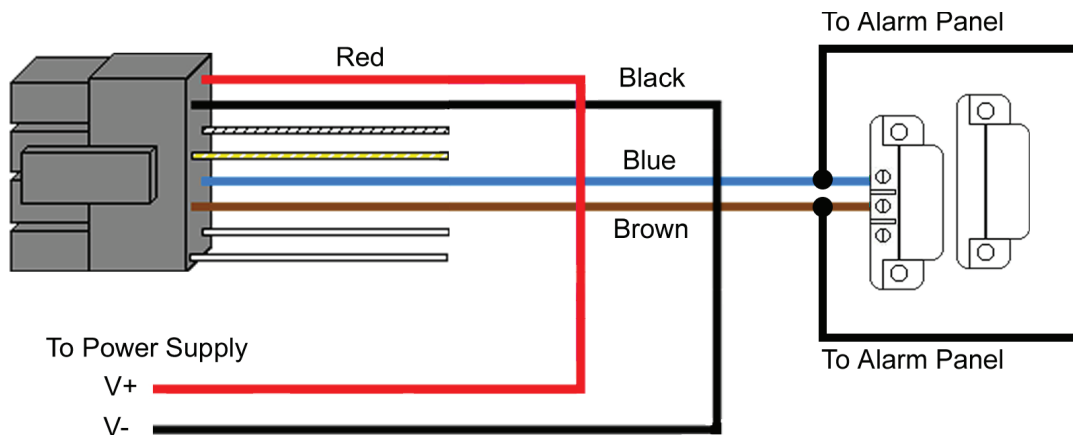 To Alarm Panel
Red
Black
Blue
Brown
To Power Supply
To Alarm Panel
V+
V-